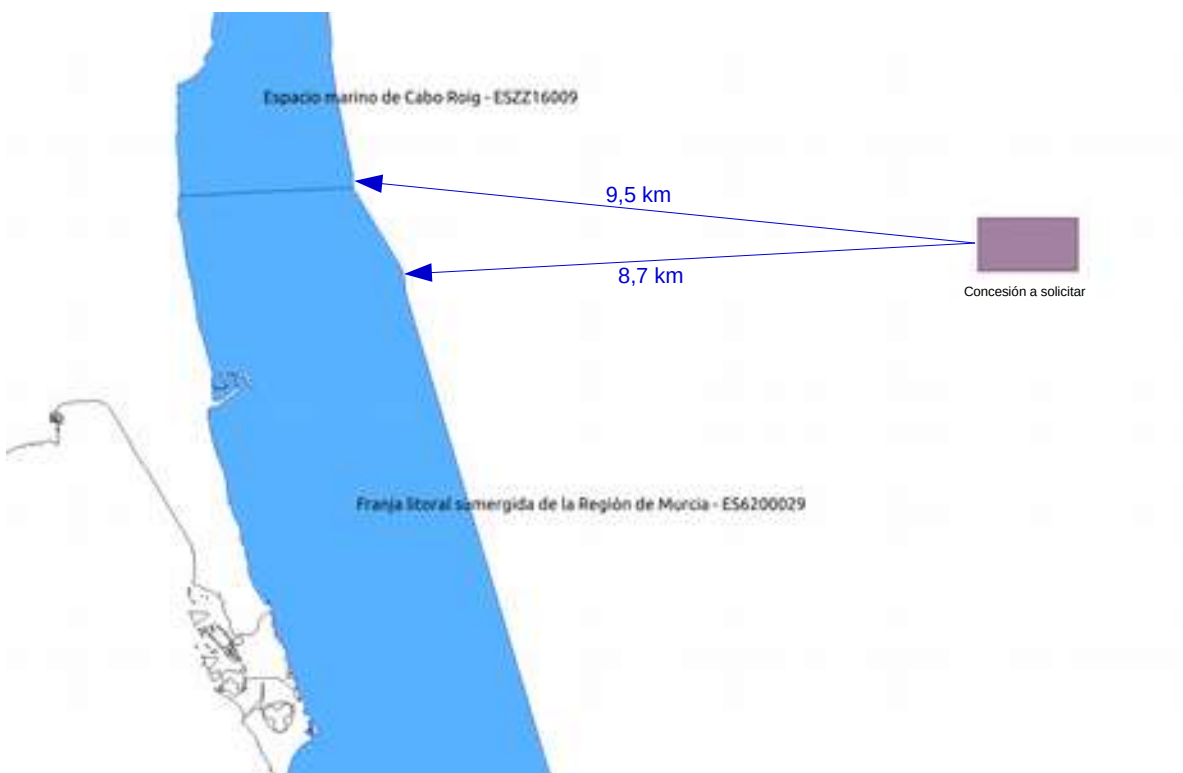 Espacio marino de Cabo Roig - ESZZ16009
9,5 km
8,7 km
Concesión a solicitar
Franja litoral sumergida de la Región de Murcia - ES6200029